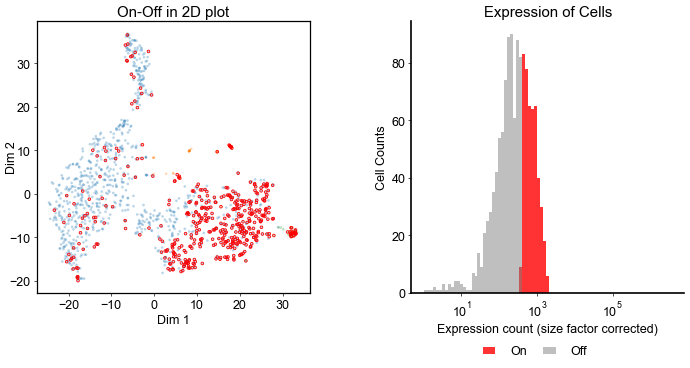 On-Off in 2D plot
Dim 2
30
20
10
0
−10
−20
−20 −10 0 10 20 30
Dim 1
Expression of Cells
Cell Counts
80
60
40
20
0
10^1 10^3 10^5
Expression count (size factor corrected)
On Off